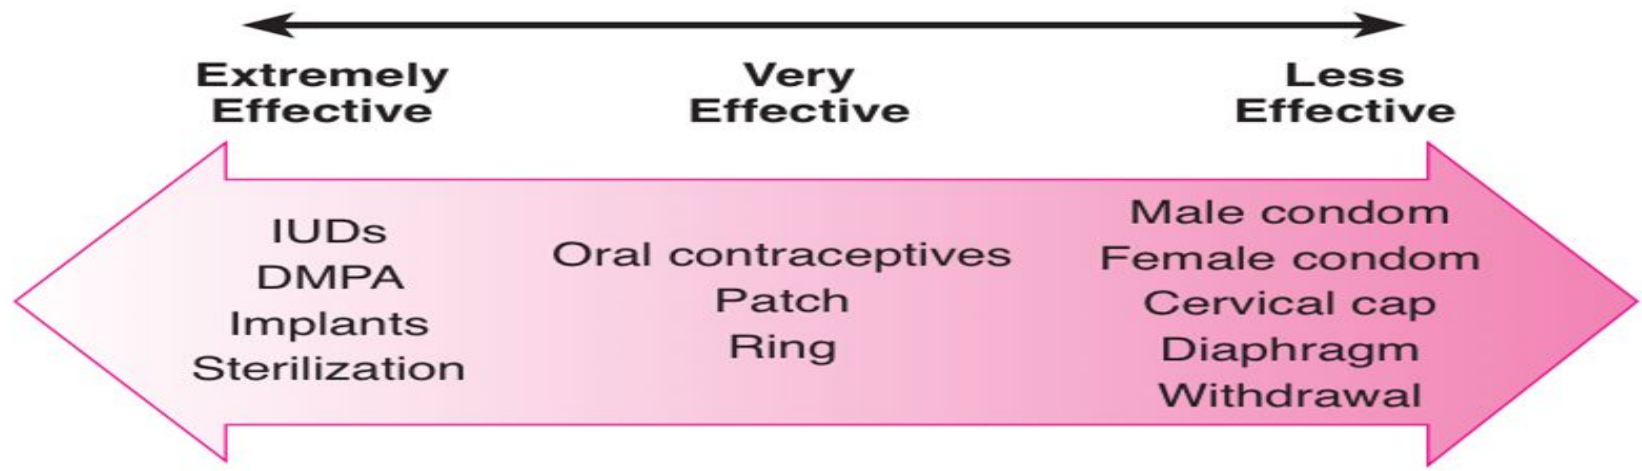 Extremely
Effective
Very
Effective
Less
Effective
IUDs
DMPA
Implants
Sterilization
Oral contraceptives
Patch
Ring
Male condom
Female condom
Cervical cap
Diaphragm
Withdrawal